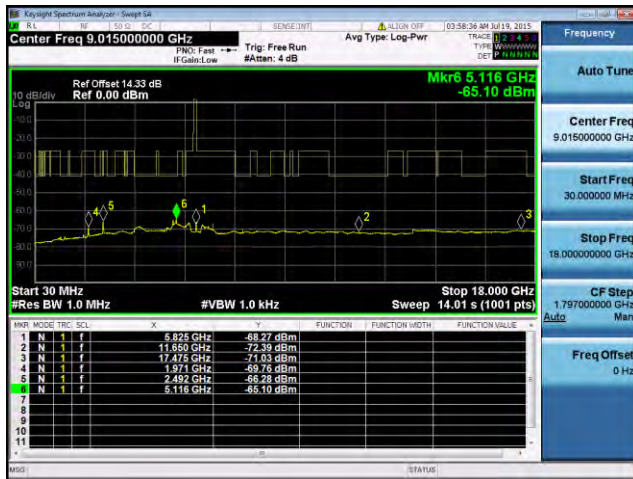 Keysight Spectrum Analyzer - Swept SA
RL RF 50 Ω DC SENSE:INT ALIGN OFF 03:58:36 AM Jul 19, 2015
Center Freq 9.015000000 GHz
PNO: Fast
IFGain:Low
Trig: Free Run
#Atten: 4 dB
Avg Type: Log-Pwr
TRACE 1 2 3 4 5 6
TYPE WWWWWW
DET P N N N N N
Ref Offset 14.33 dB
Ref 0.00 dBm
10 dB/div
Log
Mkr6 5.116 GHz
-65.10 dBm
-10.0
-20.0
-30.0
-40.0
-50.0
-60.0
-70.0
-80.0
-90.0
4
5
6
1
2
3
Start 30 MHz
Stop 18.000 GHz
#Res BW 1.0 MHz
#VBW 1.0 kHz
Sweep 14.01 s (1001 pts)
MKR MODE TRC SCL X Y FUNCTION FUNCTION WIDTH FUNCTION VALUE
1 N 1 f 5.825 GHz -68.27 dBm
2 N 1 f 11.650 GHz -72.39 dBm
3 N 1 f 17.475 GHz -71.03 dBm
4 N 1 f 1.971 GHz -69.76 dBm
5 N 1 f 2.492 GHz -66.28 dBm
6 N 1 f 5.116 GHz -65.10 dBm
7
8
9
10
11
MSG
STATUS
Frequency
Auto Tune
Center Freq
9.015000000 GHz
Start Freq
30.000000 MHz
Stop Freq
18.000000000 GHz
CF Step
1.797000000 GHz
Auto Man
Freq Offset
0 Hz